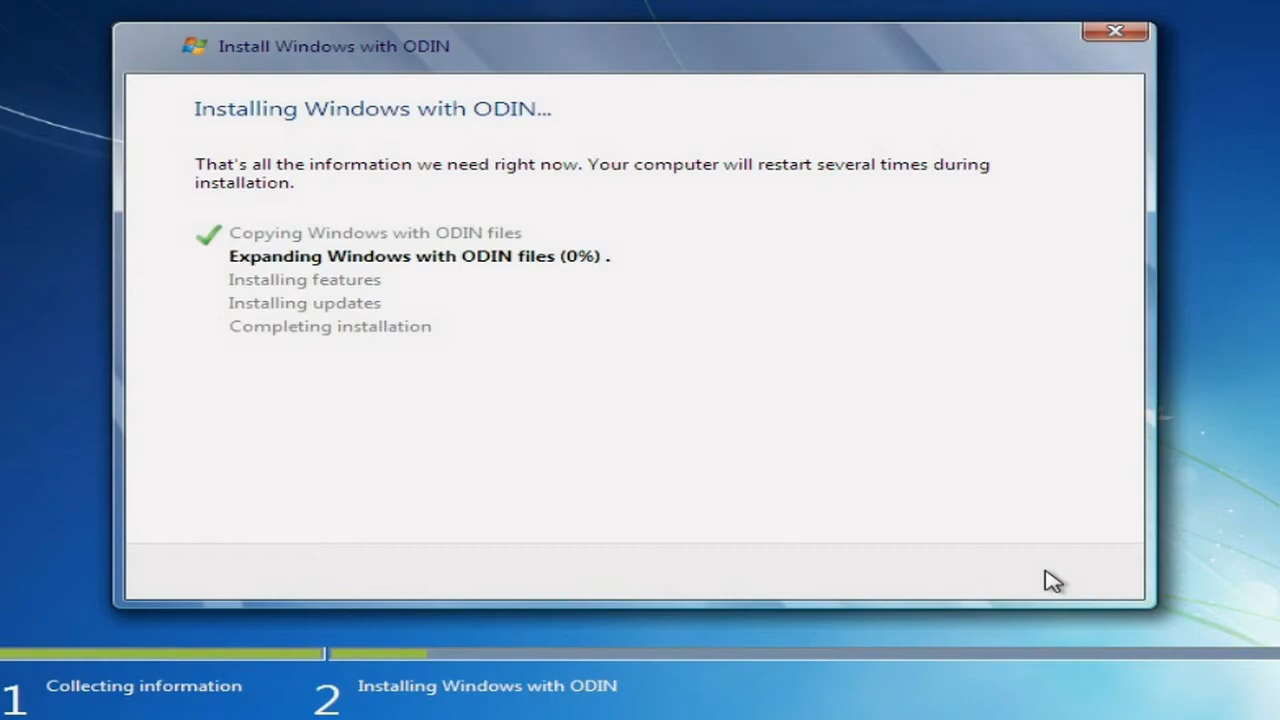 Install Windows with ODIN
Installing Windows with ODIN...
That's all the information we need right now. Your computer will restart several times during
installation.
Copying Windows with ODIN files
Expanding Windows with ODIN files (0%) .
Installing features
Installing updates
Completing installation
1 Collecting information
2 Installing Windows with ODIN